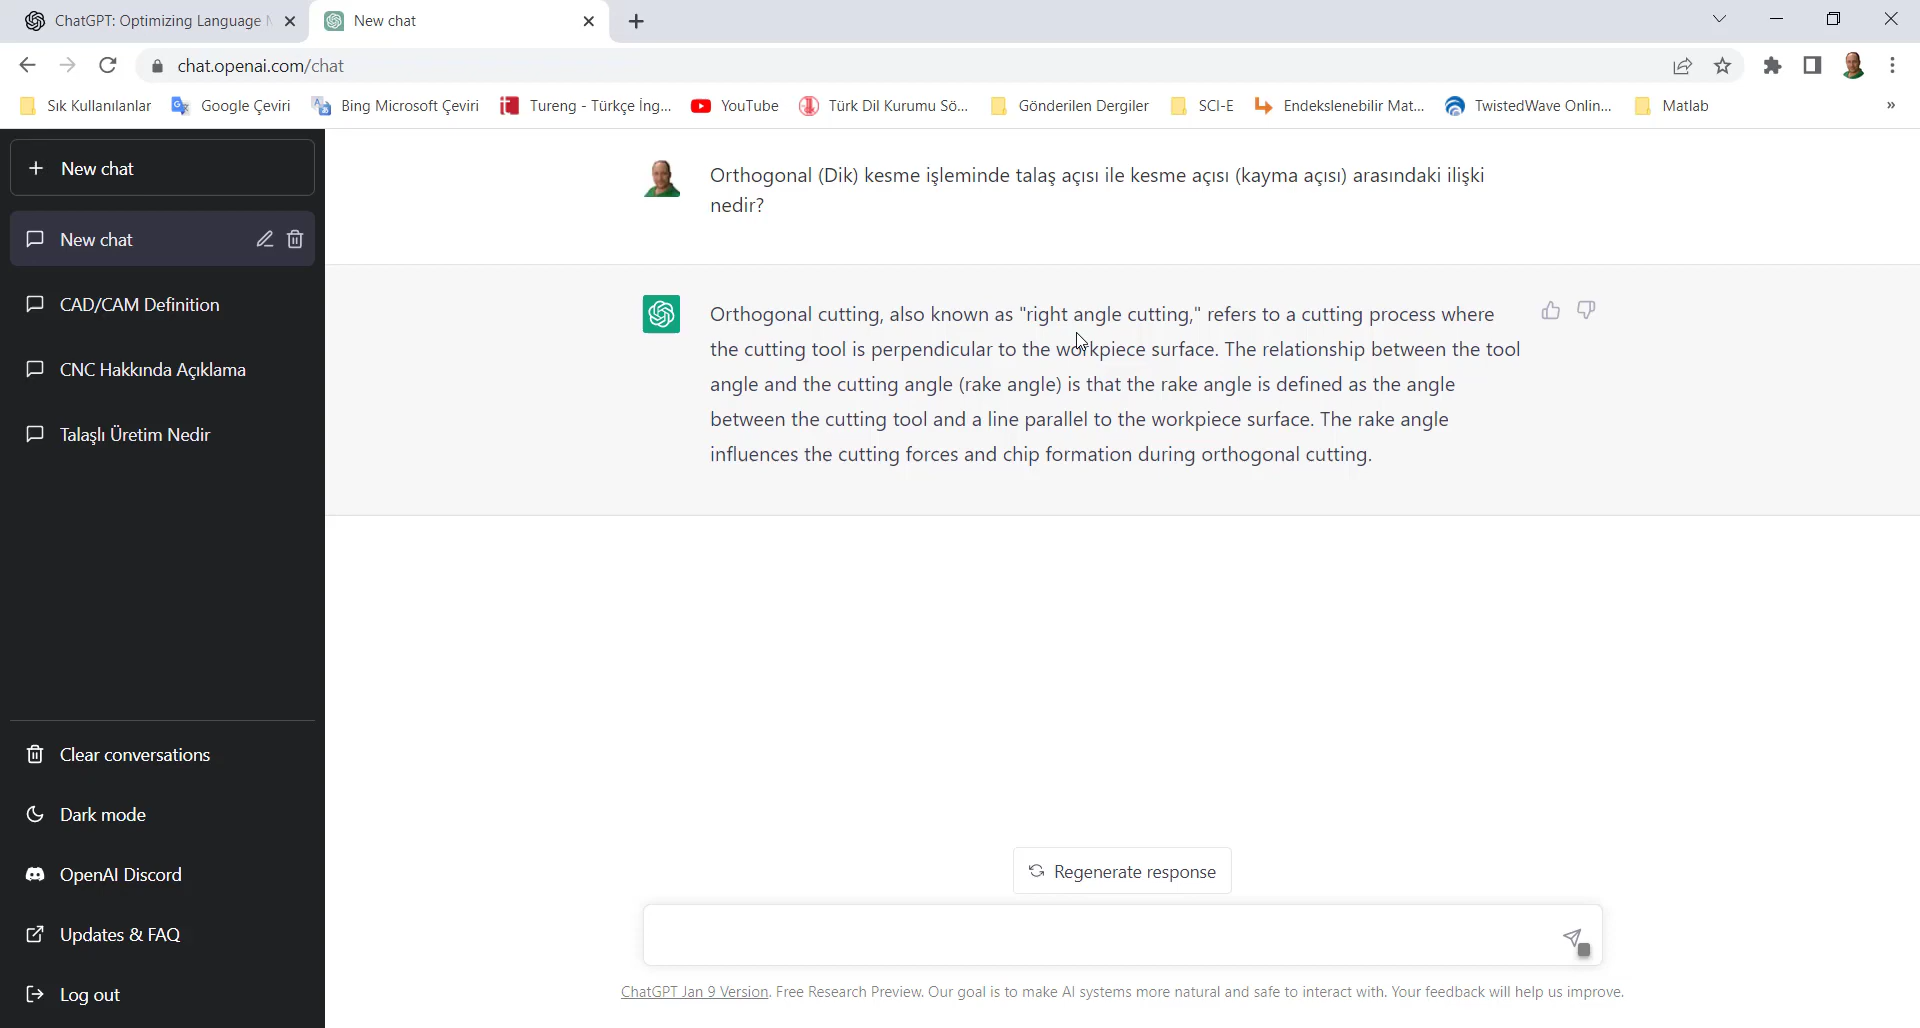 ChatGPT: Optimizing Language
New chat
chat.openai.com/chat
Sık Kullanılanlar
Google Çeviri
Bing Microsoft Çeviri
Tureng - Türkçe İng...
YouTube
Türk Dil Kurumu Sö...
Gönderilen Dergiler
SCI-E
Endekslenebilir Mat...
TwistedWave Onlin...
Matlab
»
New chat
New chat
CAD/CAM Definition
CNC Hakkında Açıklama
Talaşlı Üretim Nedir
Clear conversations
Dark mode
OpenAI Discord
Updates & FAQ
Log out
Orthogonal (Dik) kesme işleminde talaş açısı ile kesme açısı (kayma açısı) arasındaki ilişki
nedir?
Orthogonal cutting, also known as "right angle cutting," refers to a cutting process where
the cutting tool is perpendicular to the workpiece surface. The relationship between the tool
angle and the cutting angle (rake angle) is that the rake angle is defined as the angle
between the cutting tool and a line parallel to the workpiece surface. The rake angle
influences the cutting forces and chip formation during orthogonal cutting.
Regenerate response
ChatGPT Jan 9 Version. Free Research Preview. Our goal is to make AI systems more natural and safe to interact with. Your feedback will help us improve.